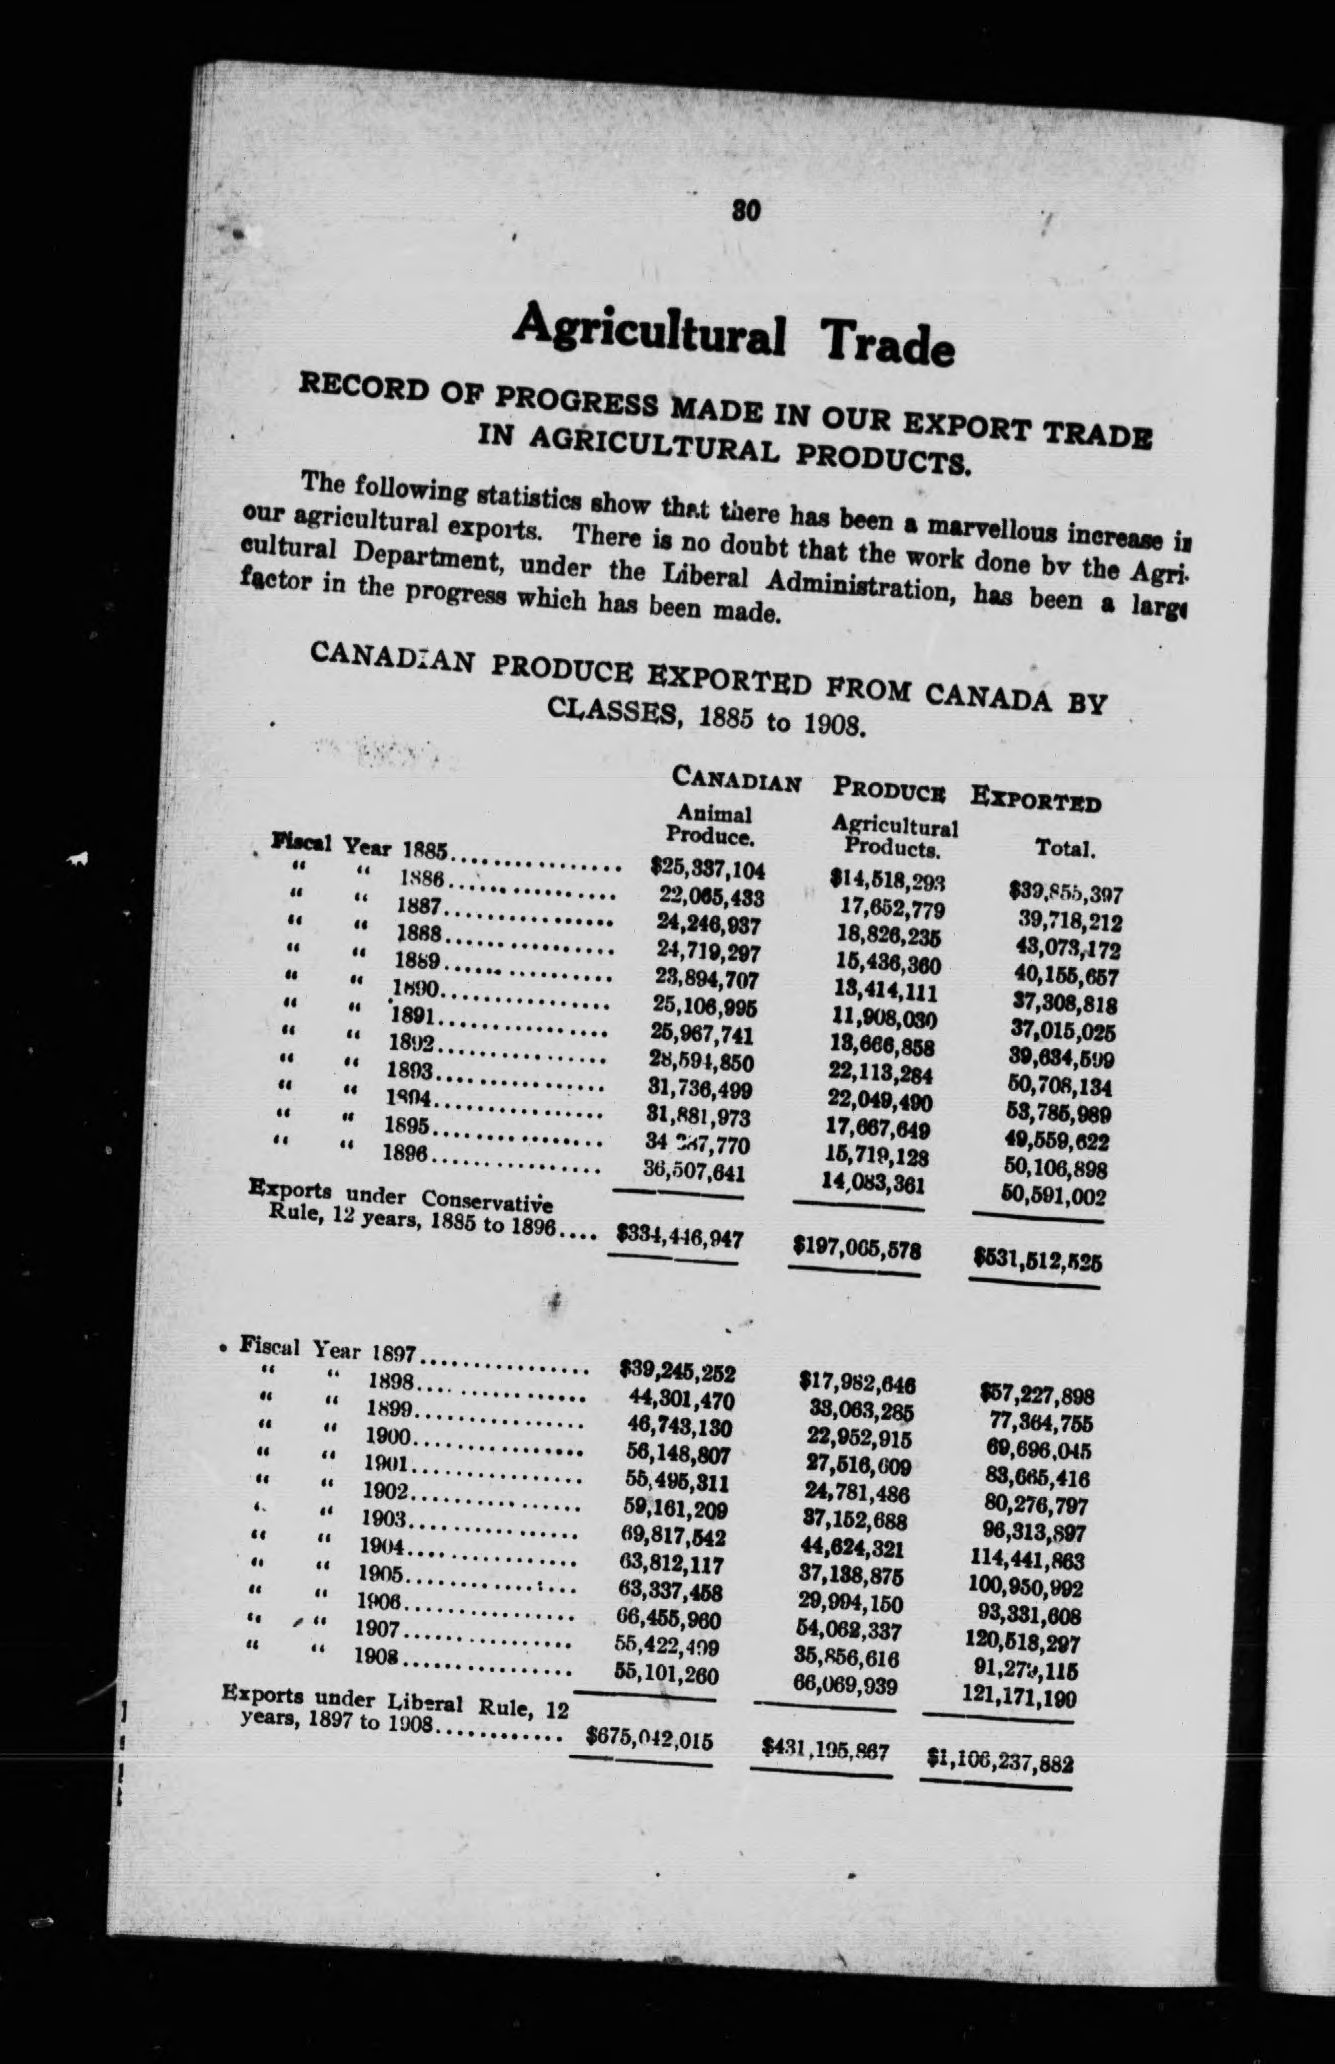 30
Agricultural Trade
RECORD OF PROGRESS MADE IN OUR EXPORT TRADE
IN AGRICULTURAL PRODUCTS.
The following statistics show that there has been a marvellous increase in
our agricultural exports. There is no doubt that the work done by the Agri-
cultural Department, under the Liberal Administration, has been a large
factor in the progress which has been made.
CANADIAN PRODUCE EXPORTED FROM CANADA BY
CLASSES, 1885 to 1908.
CANADIAN PRODUCE EXPORTED
Animal Produce. Agricultural Products. Total.
Fiscal Year 1885................ $25,337,104 $14,518,293 $39,855,397
“ “ 1886................ 22,065,433 17,652,779 39,718,212
“ “ 1887................ 24,246,937 18,826,235 43,073,172
“ “ 1888................ 24,719,297 15,436,360 40,155,657
“ “ 1889................ 23,894,707 13,414,111 37,308,818
“ “ 1890................ 25,106,995 11,908,030 37,015,025
“ “ 1891................ 25,967,741 13,666,858 39,634,599
“ “ 1892................ 28,594,850 22,113,284 50,708,134
“ “ 1893................ 31,736,499 22,049,490 53,785,989
“ “ 1894................ 31,881,973 17,667,649 49,559,622
“ “ 1895................ 34,387,770 15,719,128 50,106,898
“ “ 1896................ 36,507,641 14,083,361 50,591,002
Exports under Conservative
Rule, 12 years, 1885 to 1896.... $334,446,947 $197,065,578 $531,512,525
Fiscal Year 1897................ $39,245,252 $17,982,646 $57,227,898
“ “ 1898................ 44,301,470 33,063,285 77,364,755
“ “ 1899................ 46,743,130 22,952,915 69,696,045
“ “ 1900................ 56,148,807 27,516,609 83,665,416
“ “ 1901................ 55,495,311 24,781,486 80,276,797
“ “ 1902................ 59,161,209 37,152,688 96,313,897
“ “ 1903................ 69,817,542 44,624,321 114,441,863
“ “ 1904................ 63,812,117 37,138,875 100,950,992
“ “ 1905................ 63,337,458 29,994,150 93,331,608
“ “ 1906................ 66,455,960 54,062,337 120,518,297
“ “ 1907................ 55,422,499 35,856,616 91,279,115
“ “ 1908................ 55,101,260 66,069,939 121,171,199
Exports under Liberal Rule, 12
years, 1897 to 1908............ $675,042,015 $431,195,867 $1,106,237,882